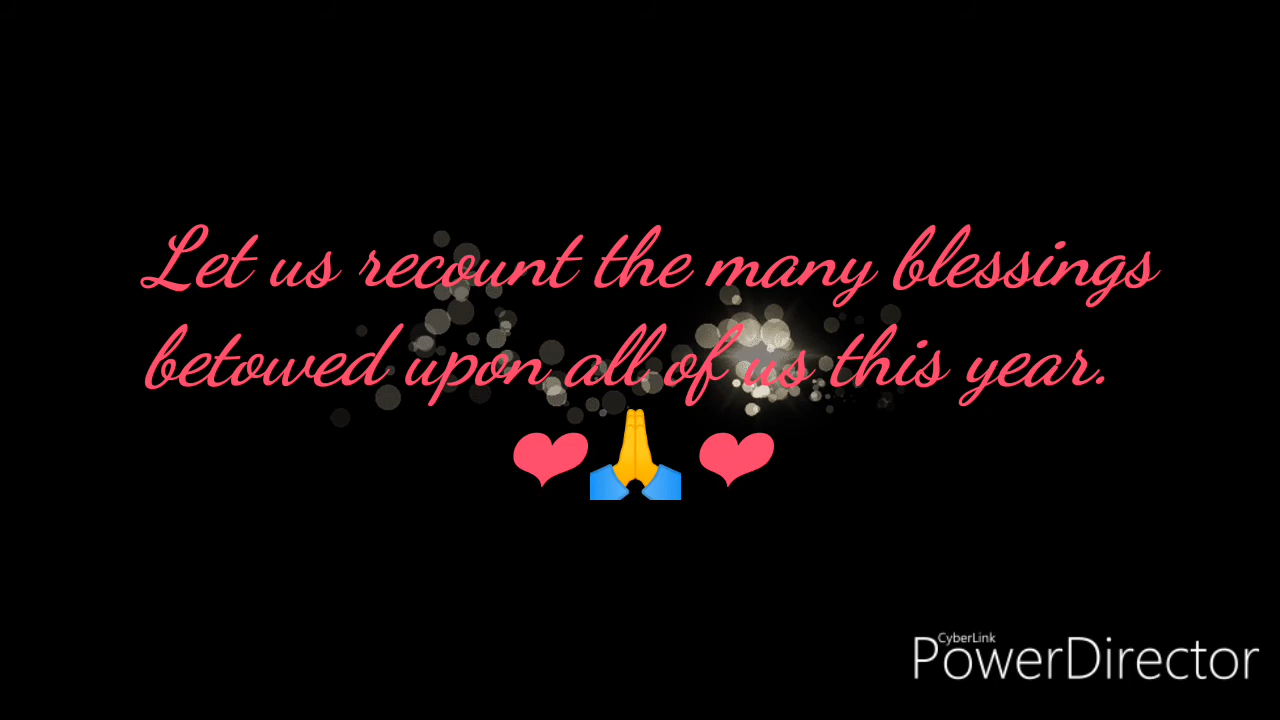 Let us recount the many blessings
betowed upon all of us this year.
❤🙏❤
CyberLink
PowerDirector